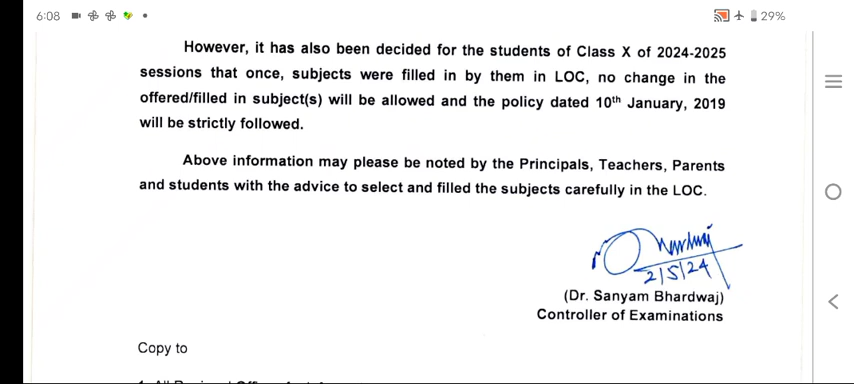 6:08
29%
However, it has also been decided for the students of Class X of 2024-2025
sessions that once, subjects were filled in by them in LOC, no change in the
offered/filled in subject(s) will be allowed and the policy dated 10th January, 2019
will be strictly followed.
Above information may please be noted by the Principals, Teachers, Parents
and students with the advice to select and filled the subjects carefully in the LOC.
2/5/24
(Dr. Sanyam Bhardwaj)
Controller of Examinations
Copy to